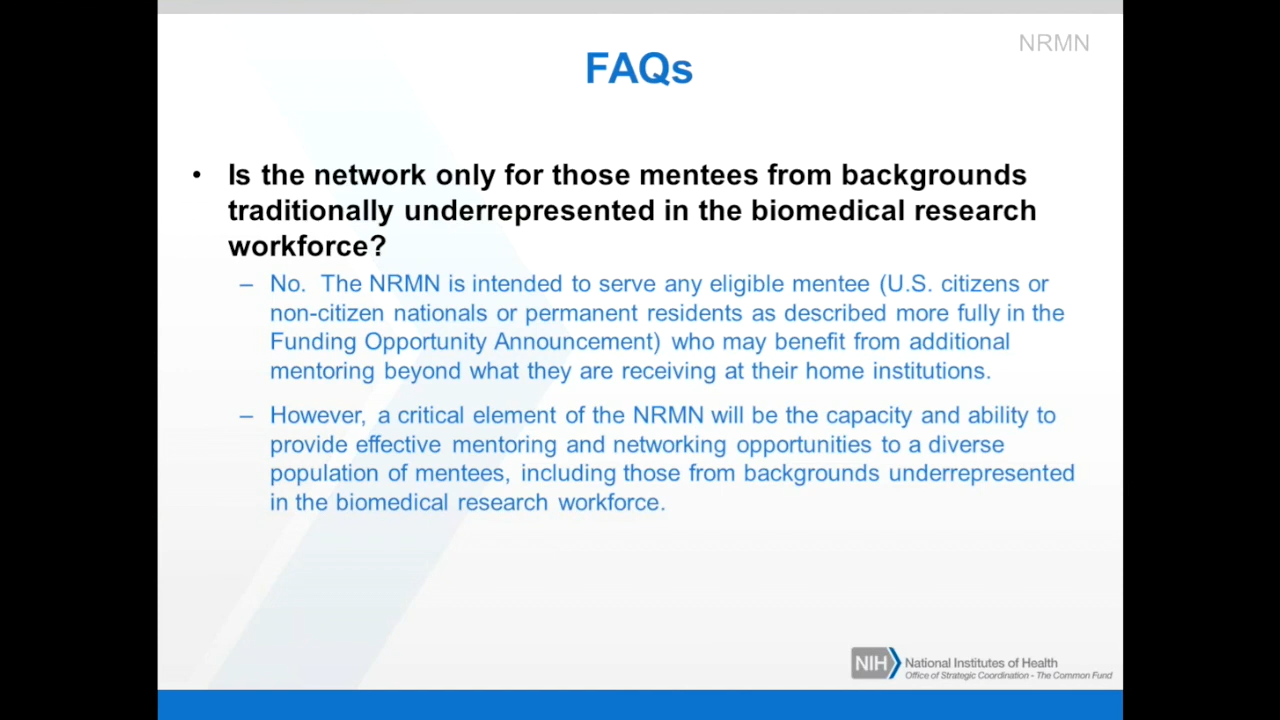 NRMN
FAQs
• Is the network only for those mentees from backgrounds
traditionally underrepresented in the biomedical research
workforce?
– No.  The NRMN is intended to serve any eligible mentee (U.S. citizens or
non-citizen nationals or permanent residents as described more fully in the
Funding Opportunity Announcement) who may benefit from additional
mentoring beyond what they are receiving at their home institutions.
– However, a critical element of the NRMN will be the capacity and ability to
provide effective mentoring and networking opportunities to a diverse
population of mentees, including those from backgrounds underrepresented
in the biomedical research workforce.
NIH National Institutes of Health
Office of Strategic Coordination - The Common Fund